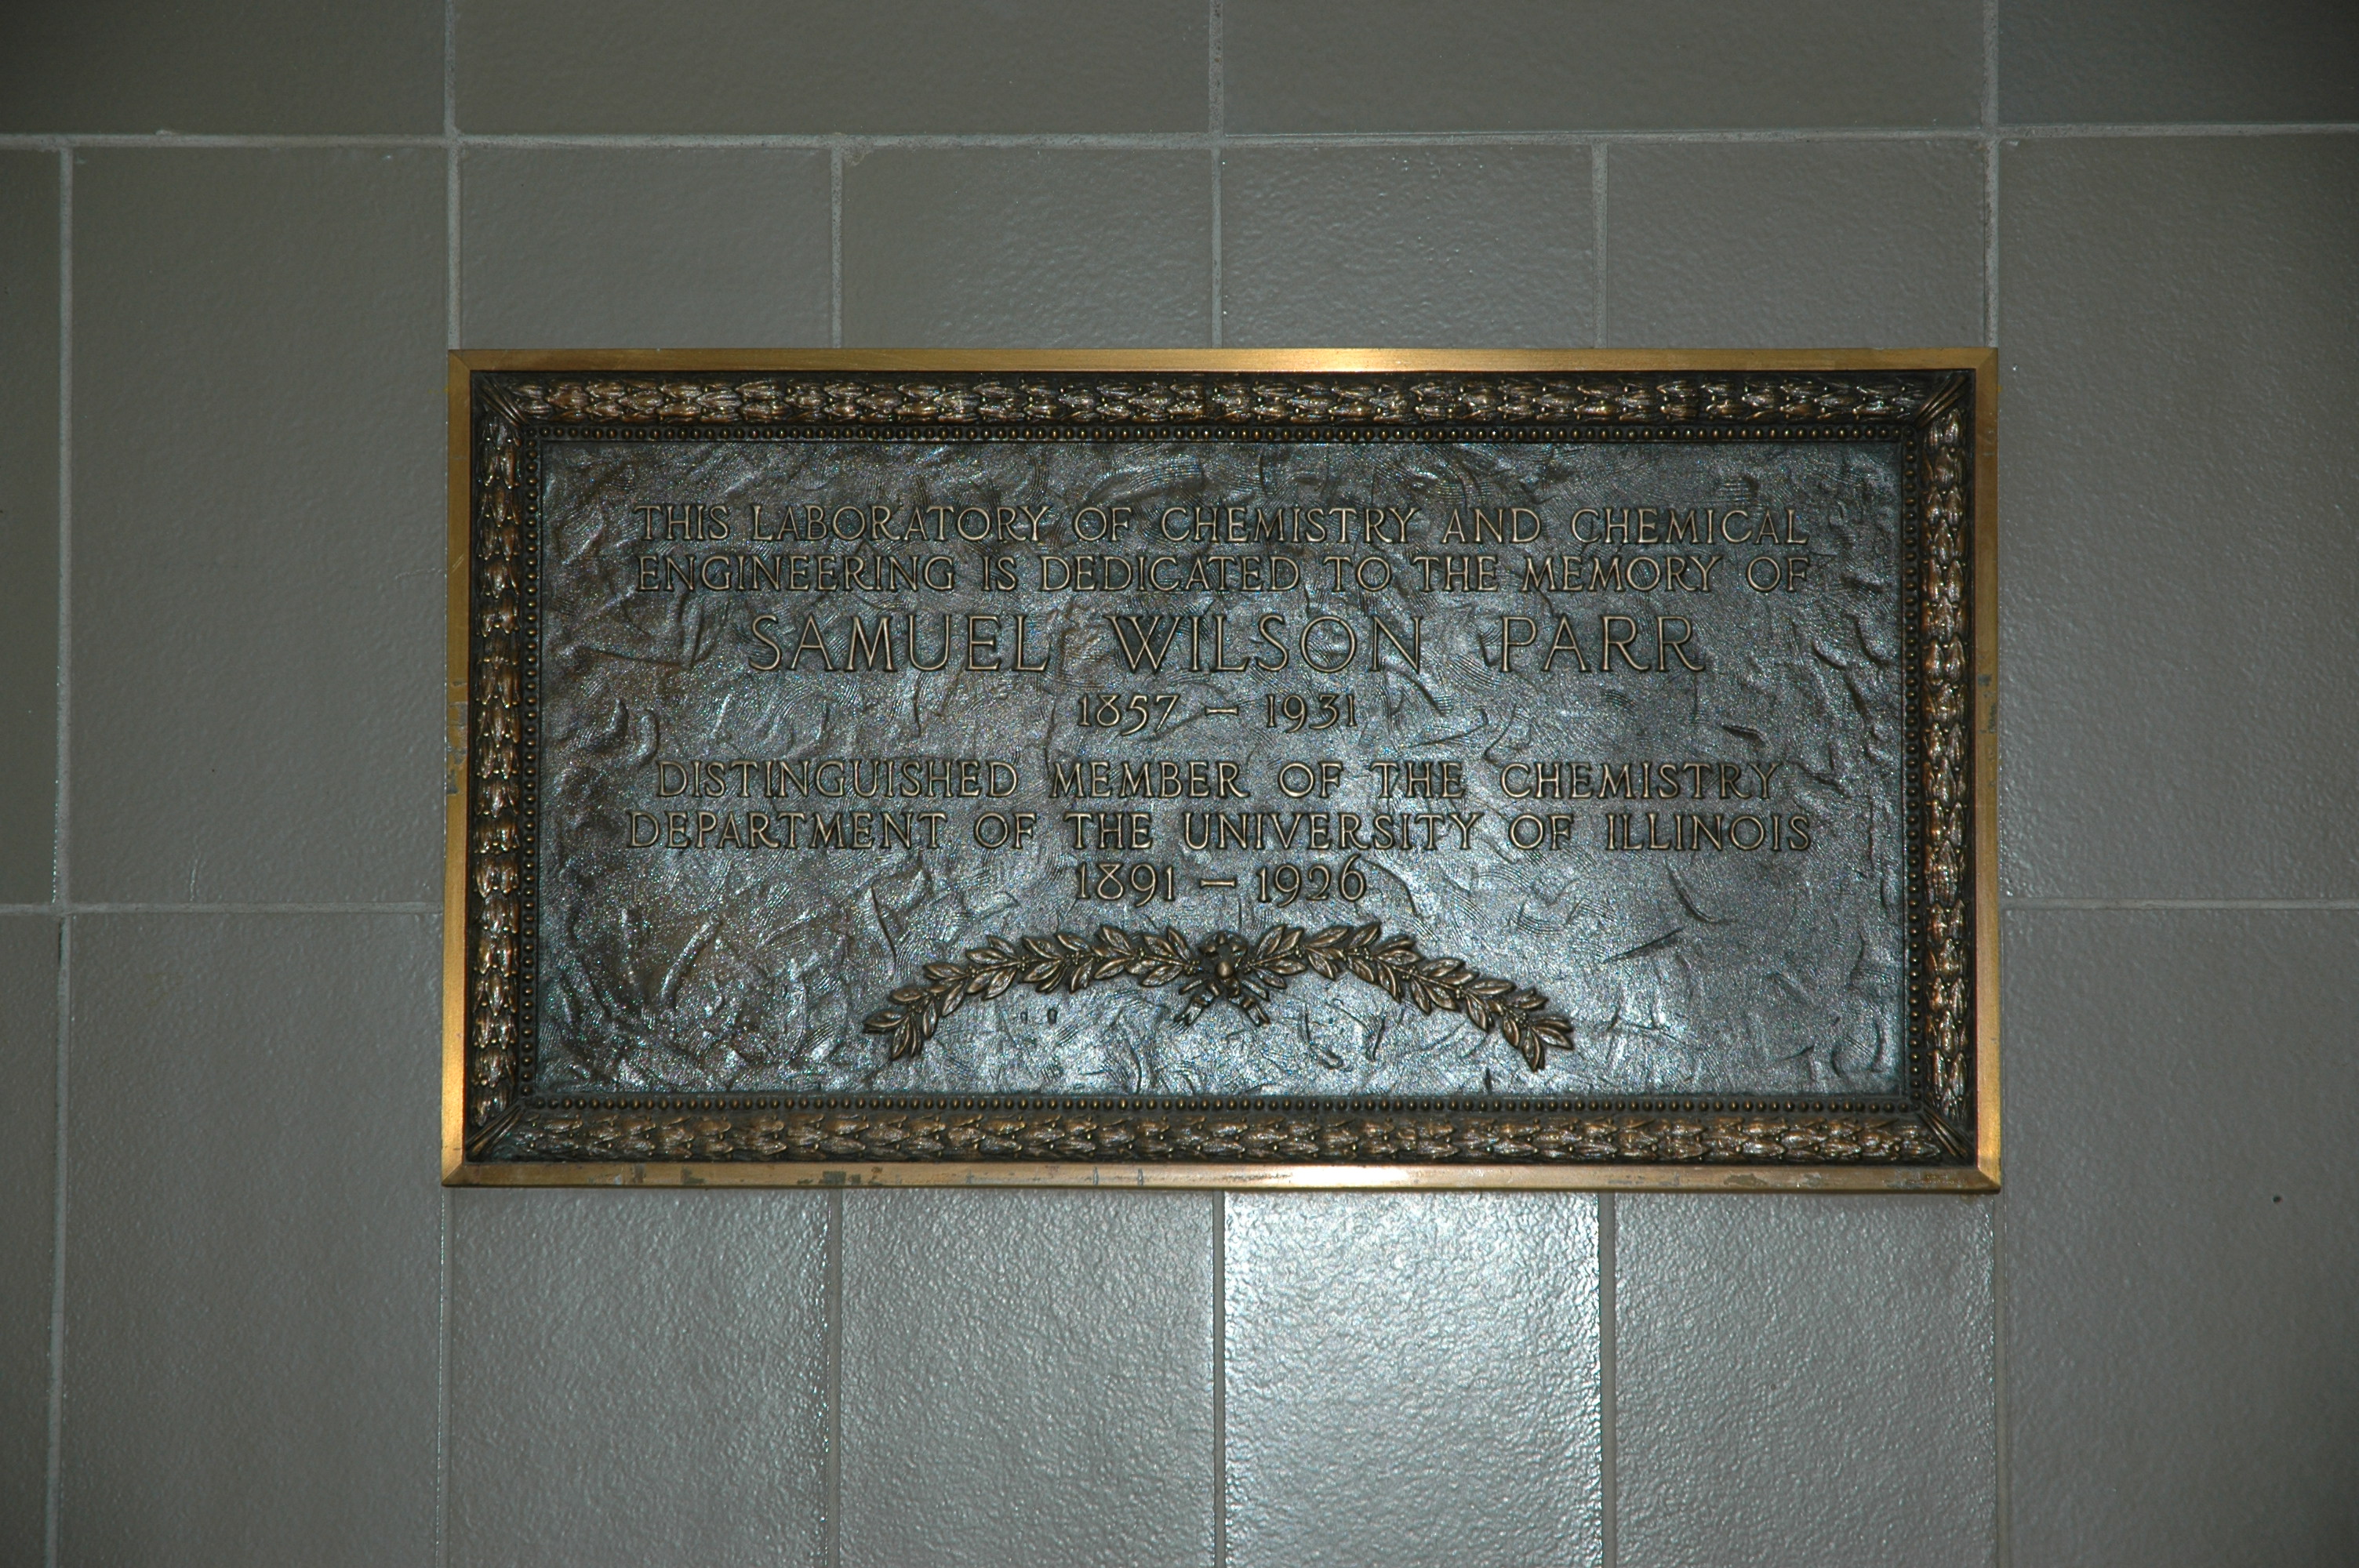 THIS LABORATORY OF CHEMISTRY AND CHEMICAL
ENGINEERING IS DEDICATED TO THE MEMORY OF
SAMUEL WILSON PARR
1857 – 1931
DISTINGUISHED MEMBER OF THE CHEMISTRY
DEPARTMENT OF THE UNIVERSITY OF ILLINOIS
1891 – 1926